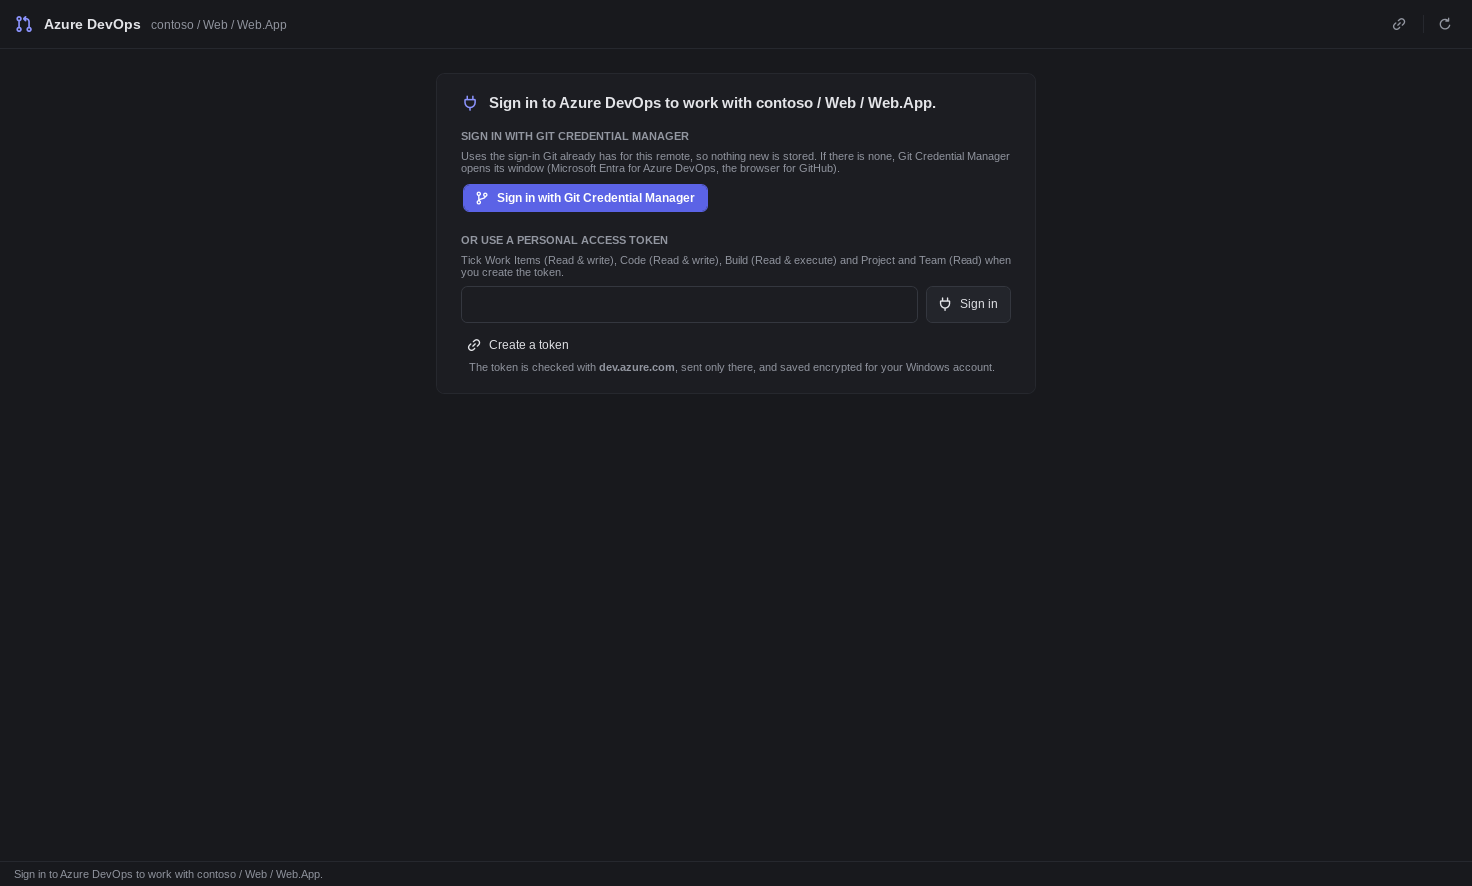 Azure DevOps contoso / Web / Web.App
Sign in to Azure DevOps to work with contoso / Web / Web.App.
SIGN IN WITH GIT CREDENTIAL MANAGER
Uses the sign-in Git already has for this remote, so nothing new is stored. If there is none, Git Credential Manager
opens its window (Microsoft Entra for Azure DevOps, the browser for GitHub).
Sign in with Git Credential Manager
OR USE A PERSONAL ACCESS TOKEN
Tick Work Items (Read & write), Code (Read & write), Build (Read & execute) and Project and Team (Read) when
you create the token.
Sign in
Create a token
The token is checked with dev.azure.com, sent only there, and saved encrypted for your Windows account.
Sign in to Azure DevOps to work with contoso / Web / Web.App.